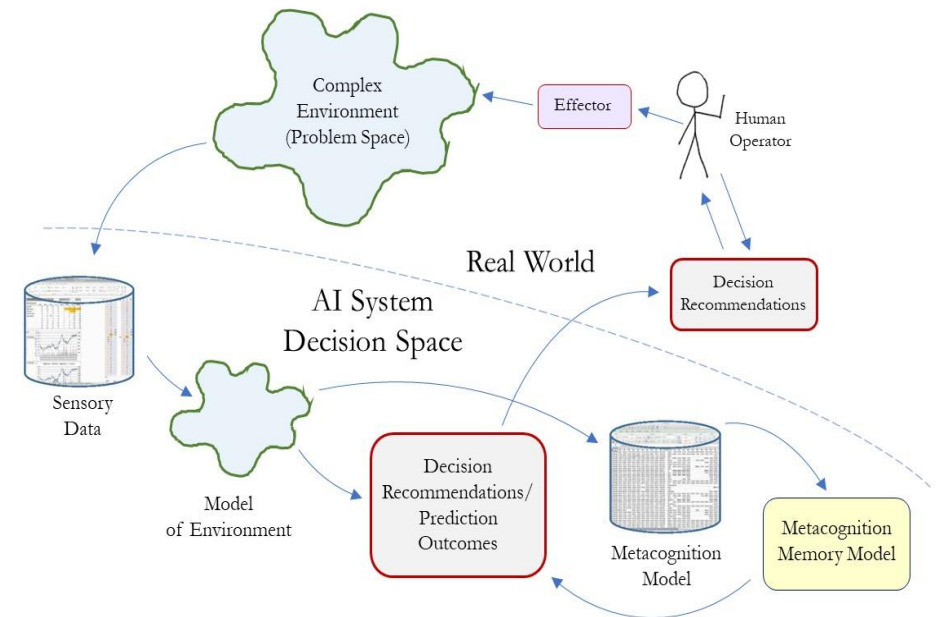 Complex
Environment
(Problem Space)
Effector
Human
Operator
Real World
Decision
Recommendations
AI System
Decision Space
Sensory
Data
Model
of Environment
Decision
Recommendations/
Prediction
Outcomes
Metacognition
Model
Metacognition
Memory Model